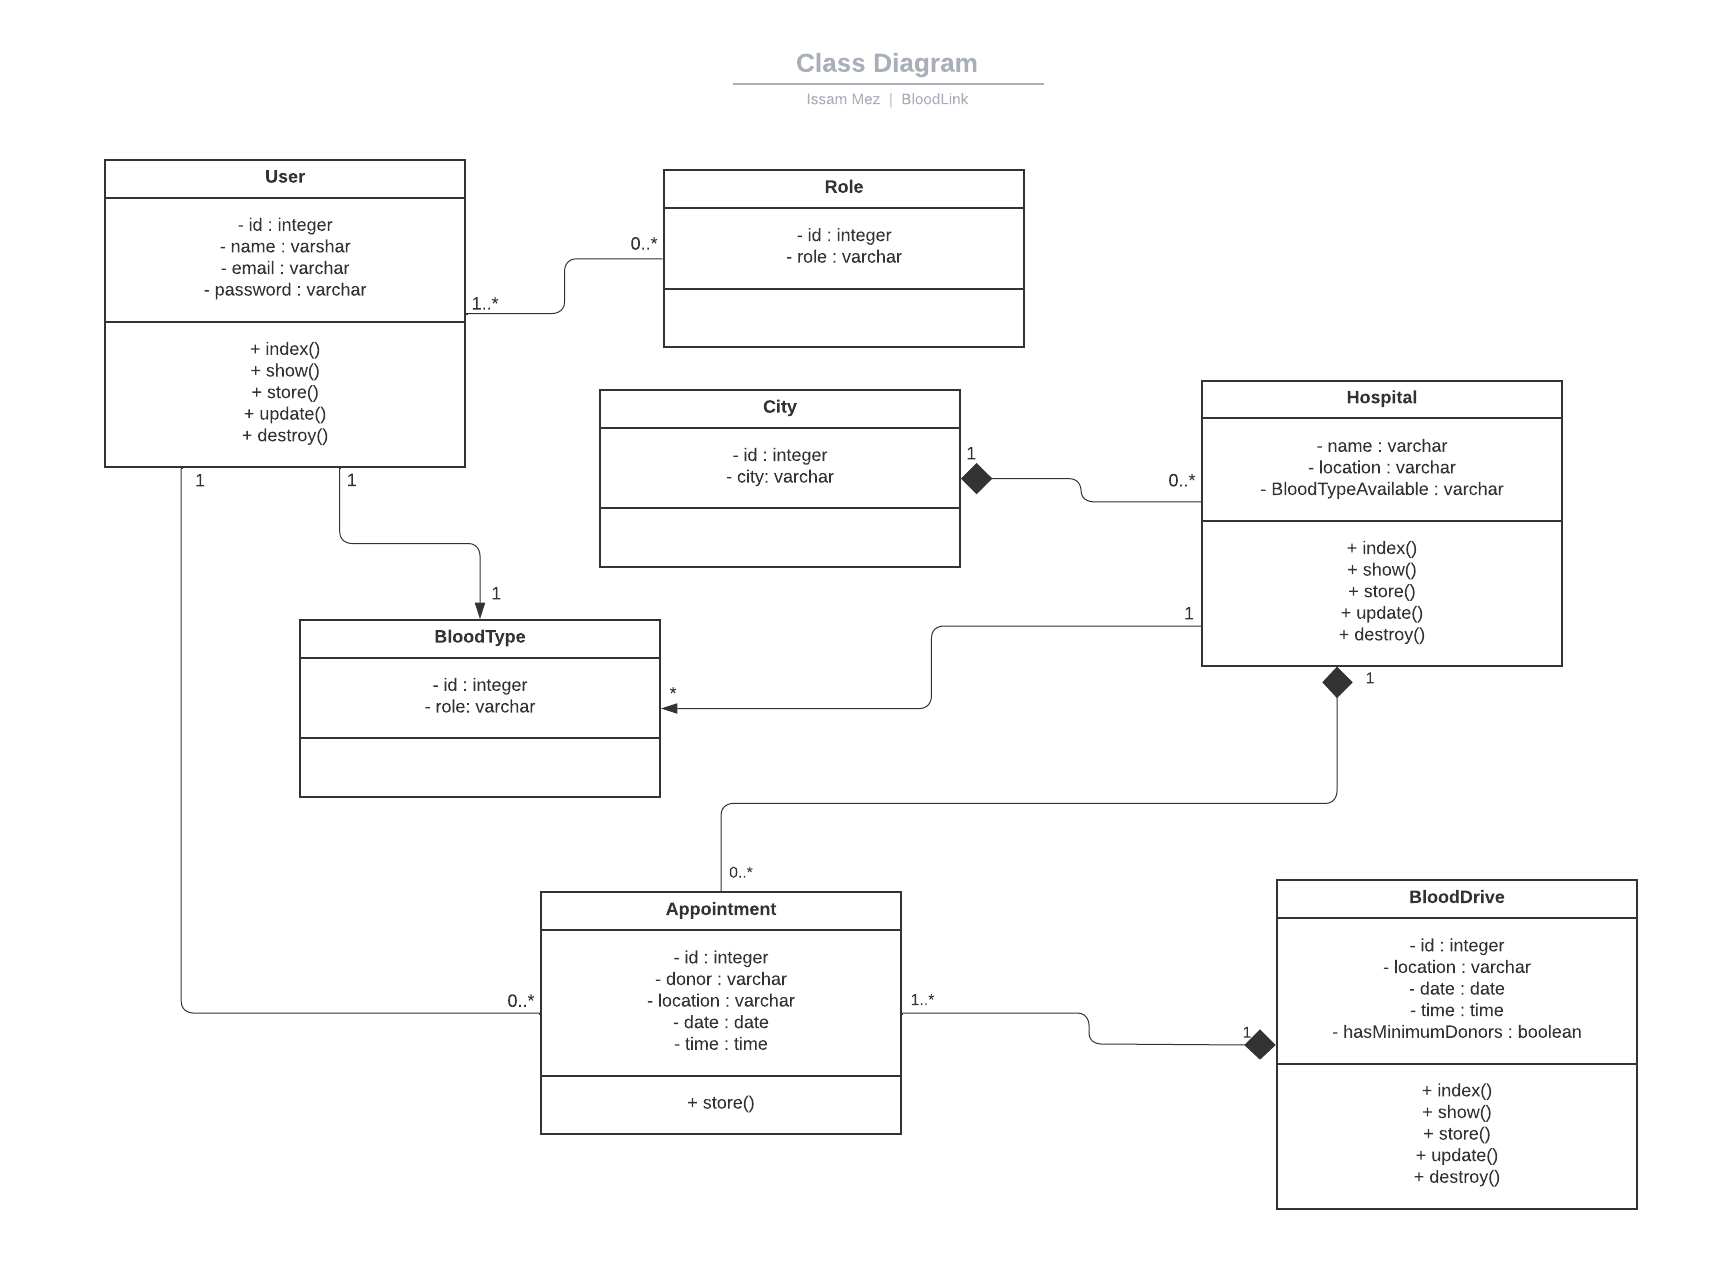 Class Diagram
Issam Mez | BloodLink
User
- id : integer
- name : varshar
- email : varchar
- password : varchar
+ index()
+ show()
+ store()
+ update()
+ destroy()
1..*
0..*
Role
- id : integer
- role : varchar
City
- id : integer
- city: varchar
1
0..*
Hospital
- name : varchar
- location : varchar
- BloodTypeAvailable : varchar
+ index()
+ show()
+ store()
+ update()
+ destroy()
1
1
1
1
*
1
BloodType
- id : integer
- role: varchar
0..*
0..*
Appointment
- id : integer
- donor : varchar
- location : varchar
- date : date
- time : time
+ store()
1..*
1
BloodDrive
- id : integer
- location : varchar
- date : date
- time : time
- hasMinimumDonors : boolean
+ index()
+ show()
+ store()
+ update()
+ destroy()